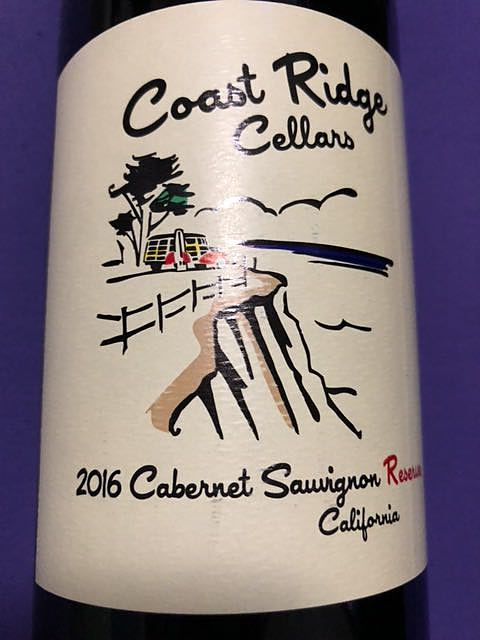 Coast Ridge
Cellars
2016 Cabernet Sauvignon Reserve
California